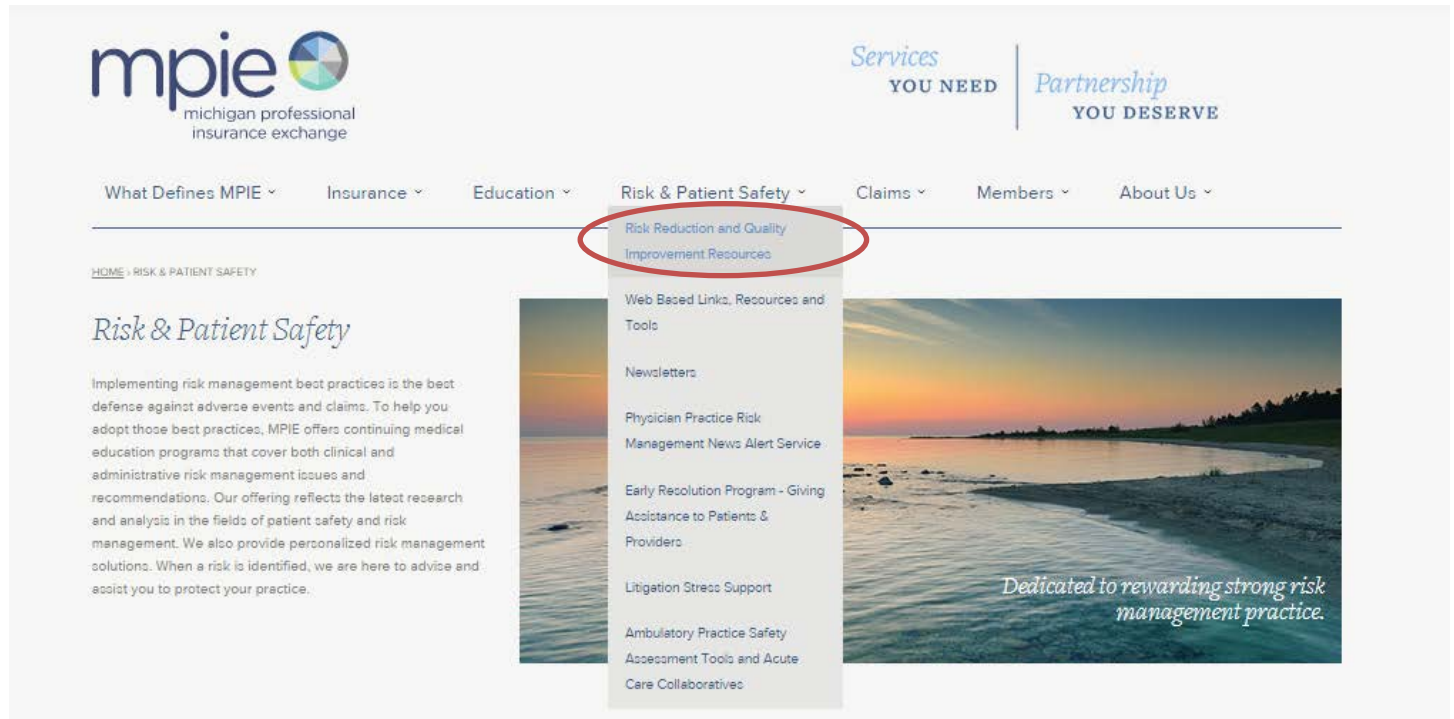 mpie
michigan professional
insurance exchange
Services
YOU NEED
Partnership
YOU DESERVE
What Defines MPIE
Insurance
Education
Risk & Patient Safety
Claims
Members
About Us
Risk Reduction and Quality
Improvement Resources
Web Based Links, Resources and
Tools
Newsletters
Physician Practice Risk
Management News Alert Service
Early Resolution Program - Giving
Assistance to Patients &
Providers
Litigation Stress Support
Ambulatory Practice Safety
Assessment Tools and Acute
Care Collaboratives
HOME › RISK & PATIENT SAFETY
Risk & Patient Safety
Implementing risk management best practices is the best
defense against adverse events and claims. To help you
adopt those best practices, MPIE offers continuing medical
education programs that cover both clinical and
administrative risk management issues and
recommendations. Our offering reflects the latest research
and analysis in the fields of patient safety and risk
management. We also provide personalized risk management
solutions. When a risk is identified, we are here to advise and
assist you to protect your practice.
Dedicated to rewarding strong risk
management practice.